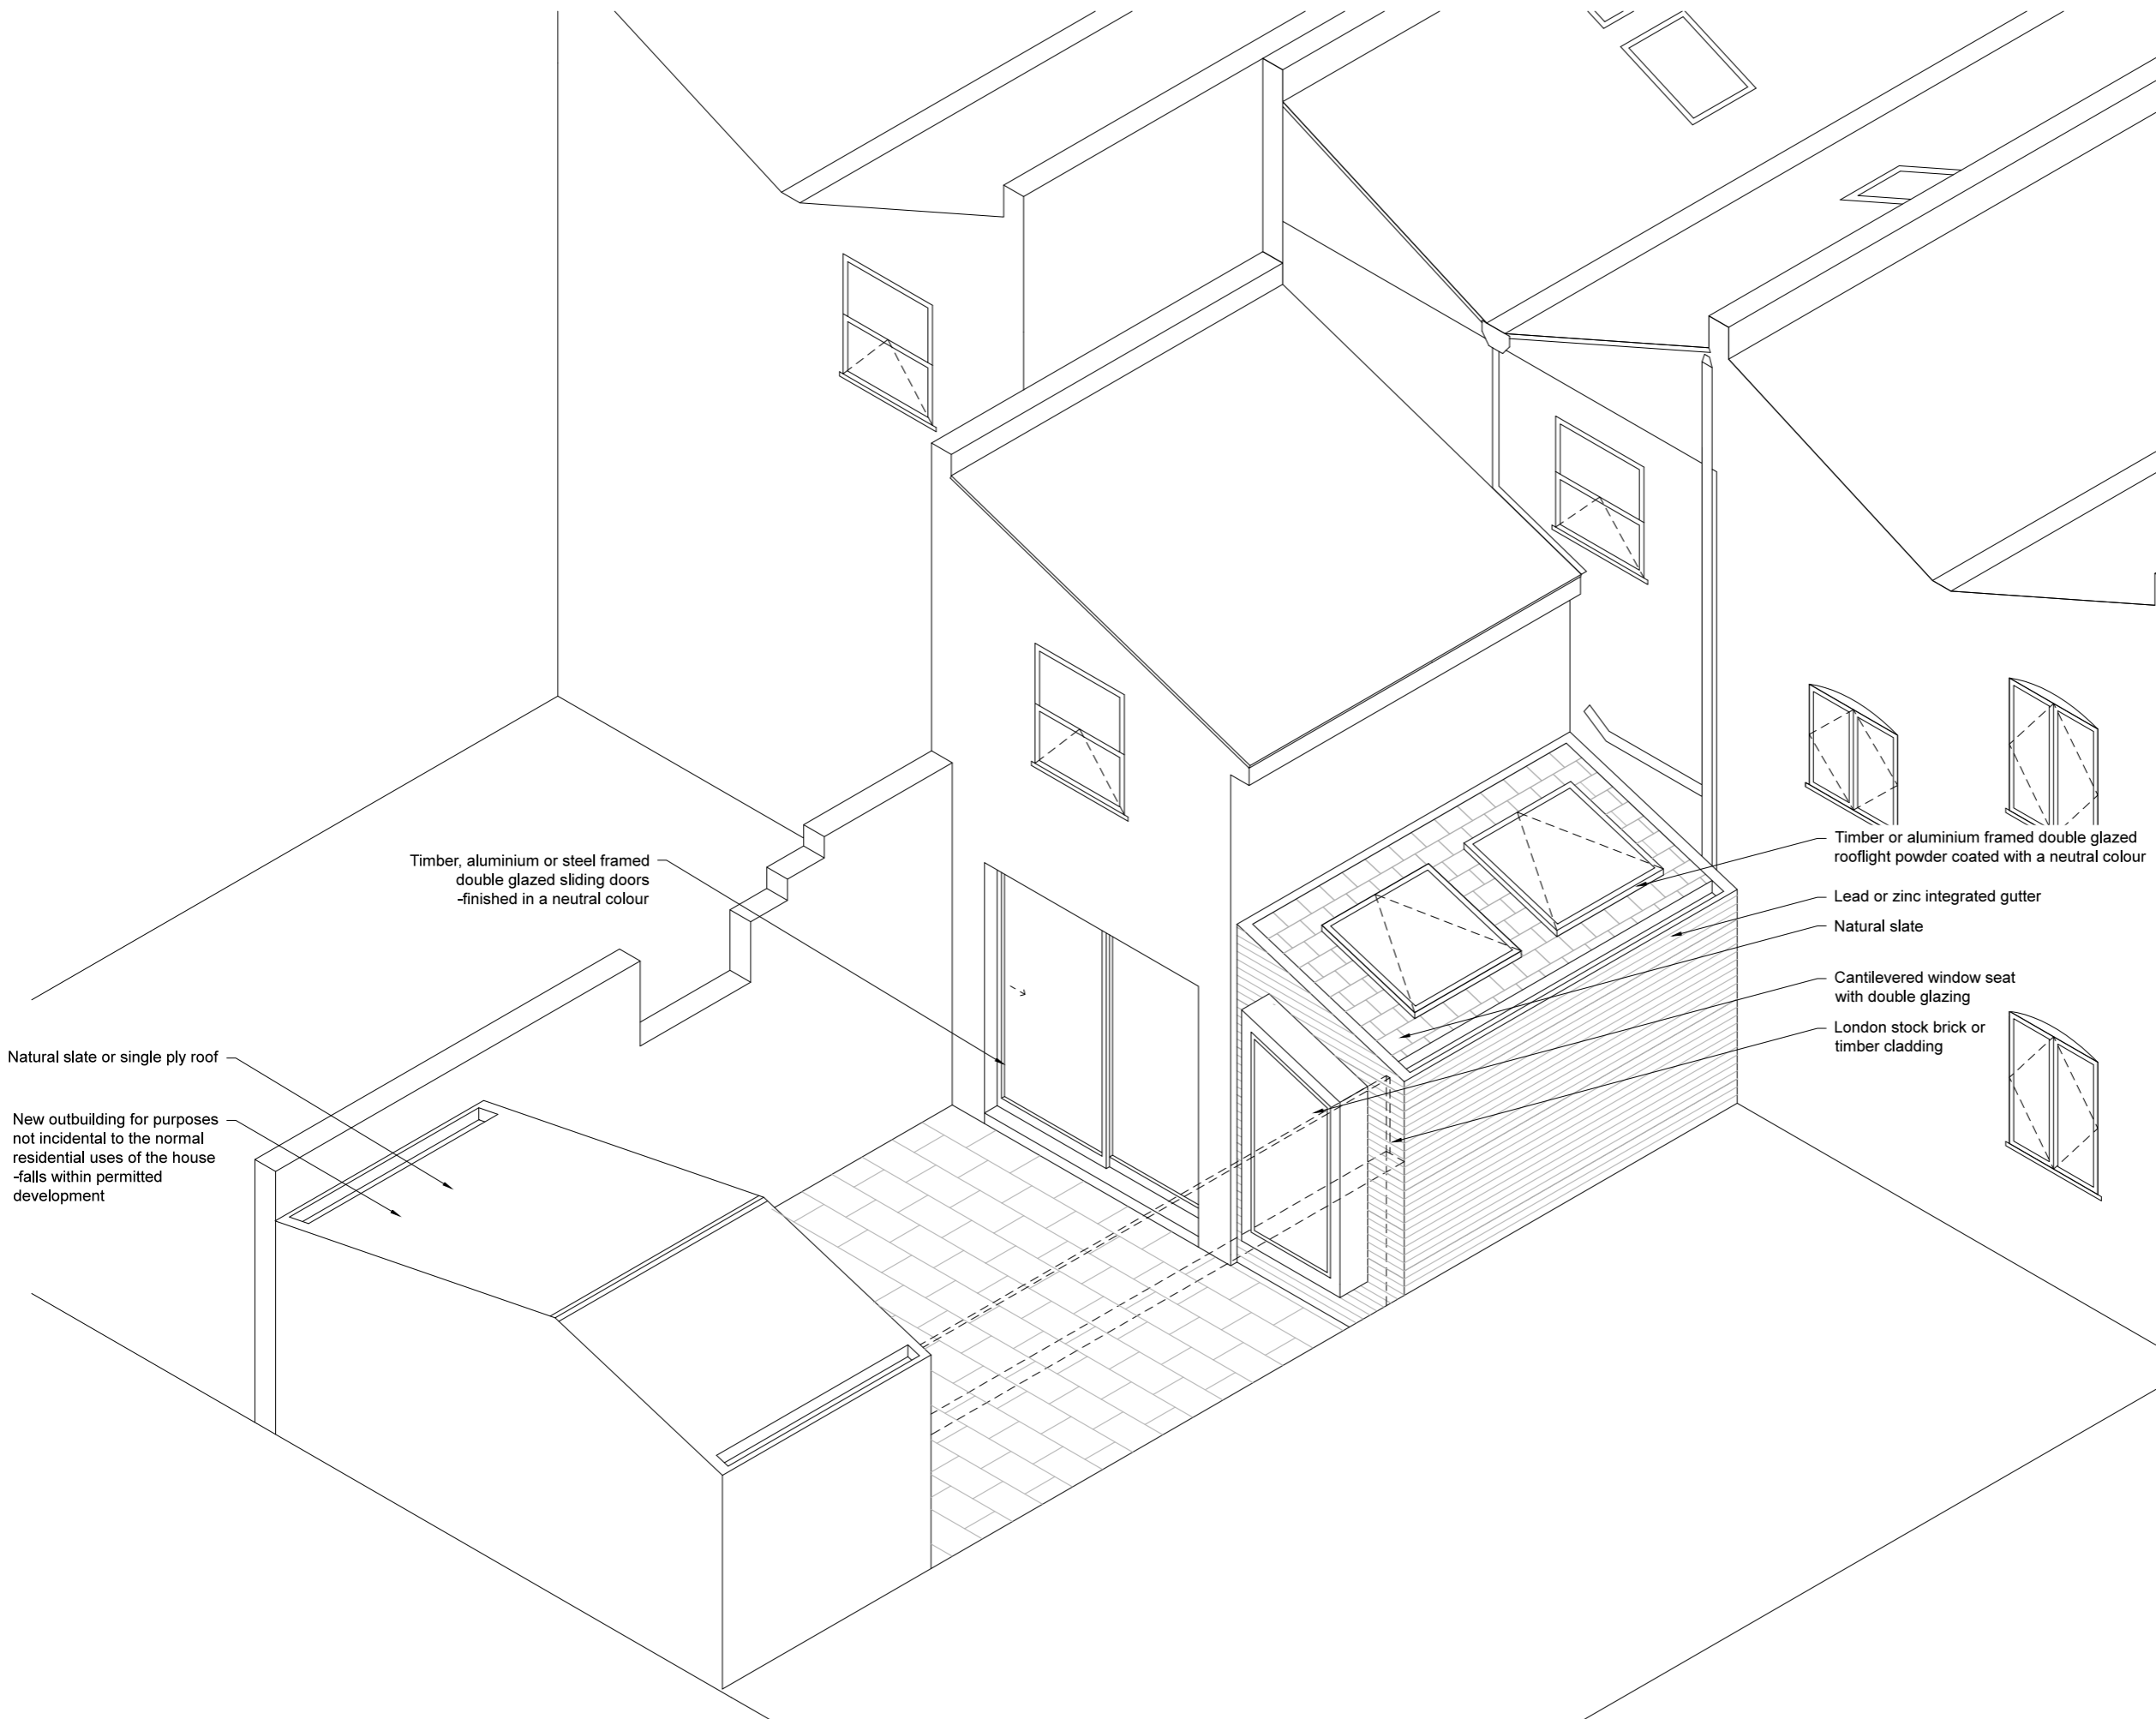 Timber, aluminium or steel framed
double glazed sliding doors
-finished in a neutral colour
Natural slate or single ply roof
New outbuilding for purposes
not incidental to the normal
residential uses of the house
-falls within permitted
development
Timber or aluminium framed double glazed
rooflight powder coated with a neutral colour
Lead or zinc integrated gutter
Natural slate
Cantilevered window seat
with double glazing
London stock brick or
timber cladding